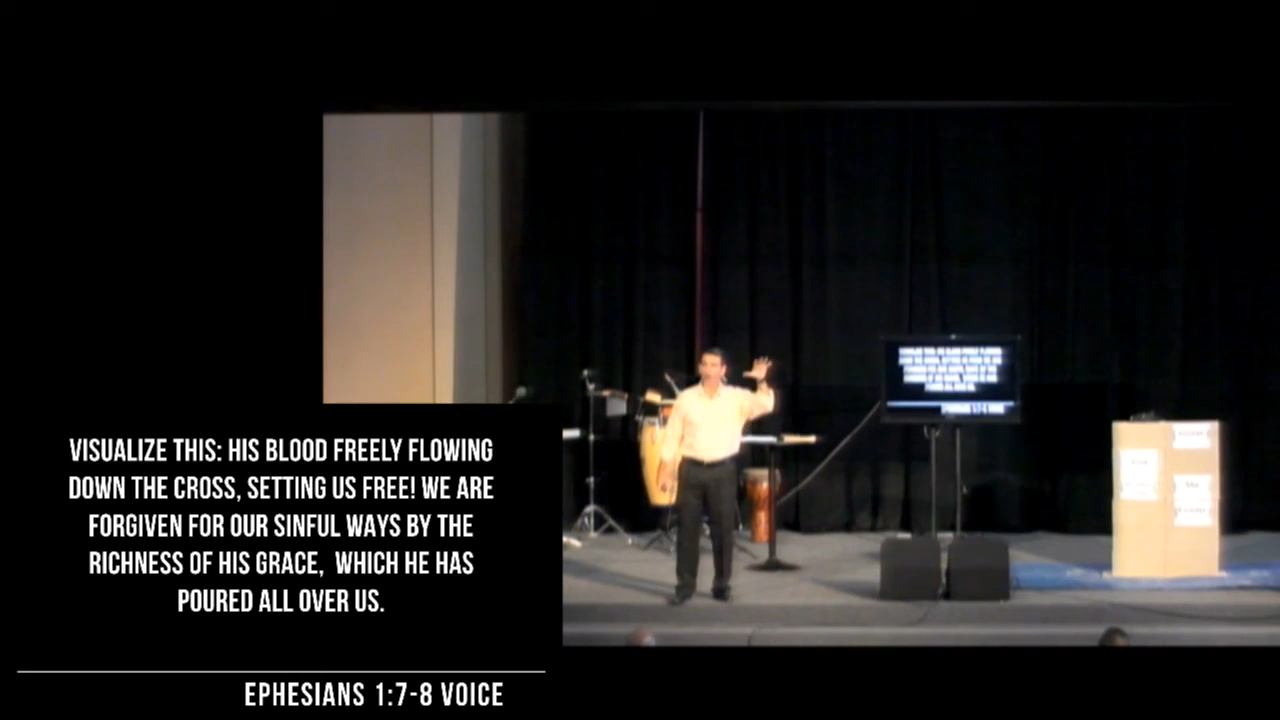 VISUALIZE THIS: HIS BLOOD FREELY FLOWING
DOWN THE CROSS, SETTING US FREE! WE ARE
FORGIVEN FOR OUR SINFUL WAYS BY THE
RICHNESS OF HIS GRACE, WHICH HE HAS
POURED ALL OVER US.
EPHESIANS 1:7-8 VOICE